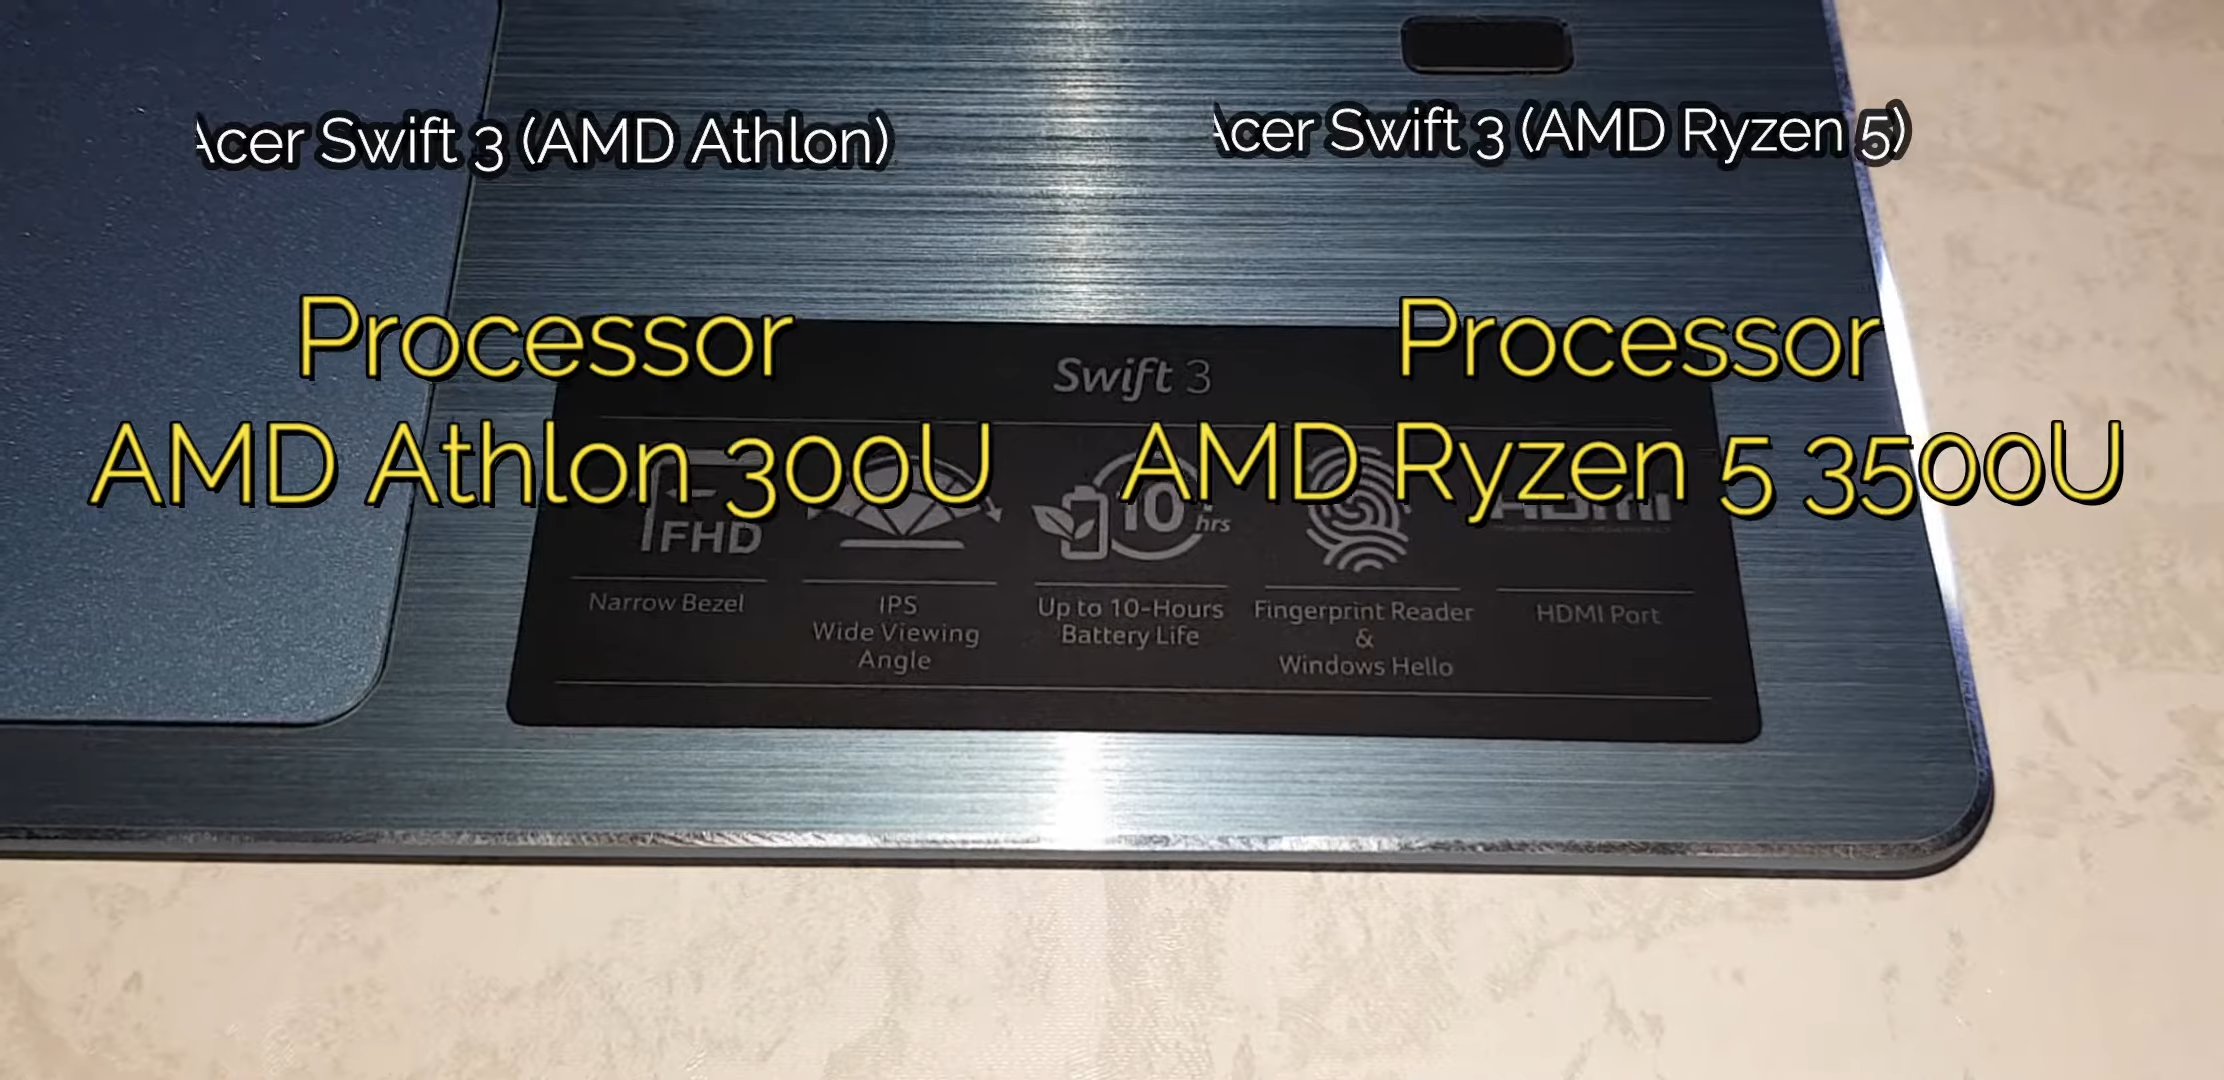 Acer Swift 3 (AMD Athlon)
Acer Swift 3 (AMD Ryzen 5)
Processor
AMD Athlon 300U
Processor
AMD Ryzen 5 3500U
Swift 3
FHD
10 hrs
HDMI
Narrow Bezel
IPS
Wide Viewing
Angle
Up to 10-Hours
Battery Life
Fingerprint Reader
&
Windows Hello
HDMI Port